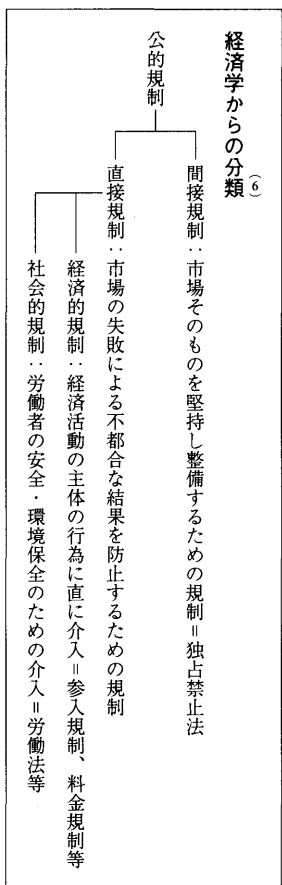 経済学からの分類(6)
公的規制
間接規制：市場そのものを堅持し整備するための規制＝独占禁止法
直接規制：市場の失敗による不都合な結果を防止するための規制
経済的規制：経済活動の主体の行為に直に介入＝参入規制、料金規制等
社会的規制：労働者の安全・環境保全のための介入＝労働法等